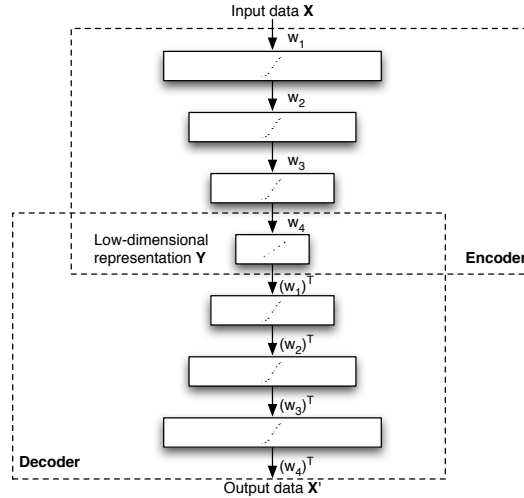 Input data X
w1
w2
w3
w4
Low-dimensional
representation Y
Encoder
(w1)T
(w2)T
(w3)T
Decoder
(w4)T
Output data X'